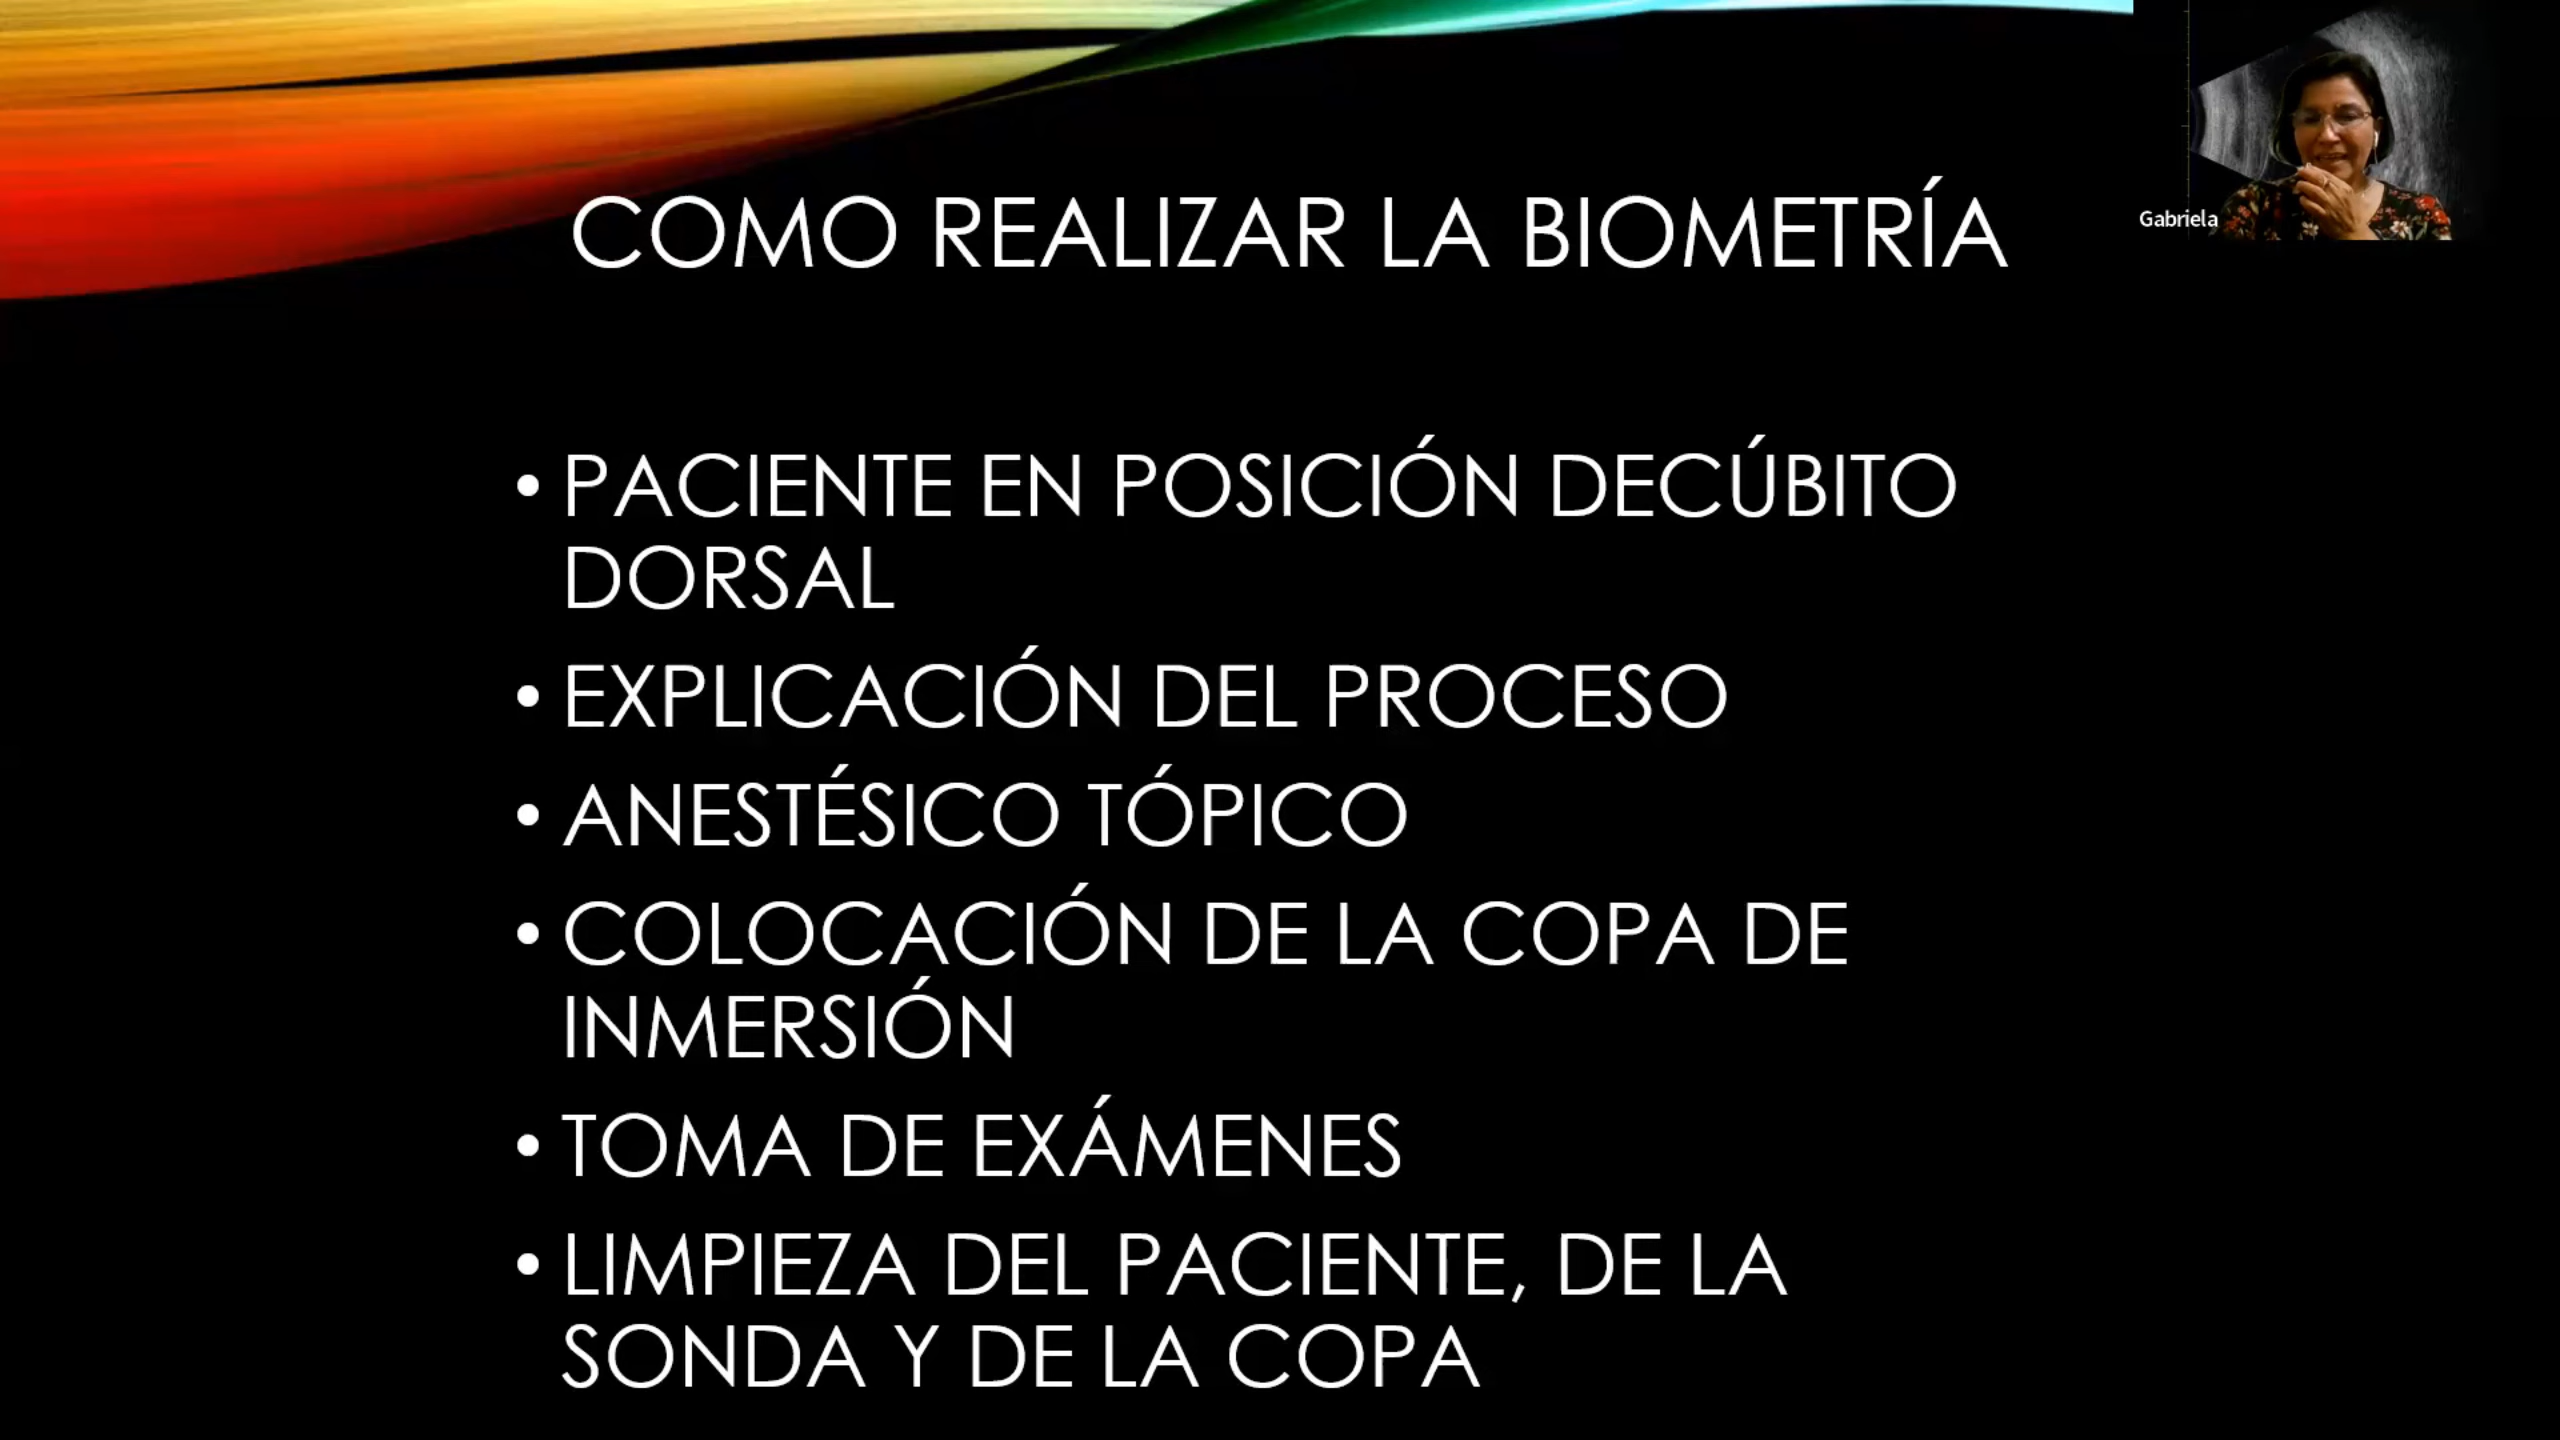 Gabriela
COMO REALIZAR LA BIOMETRÍA
• PACIENTE EN POSICIÓN DECÚBITO
DORSAL
• EXPLICACIÓN DEL PROCESO
• ANESTÉSICO TÓPICO
• COLOCACIÓN DE LA COPA DE
INMERSIÓN
• TOMA DE EXÁMENES
• LIMPIEZA DEL PACIENTE, DE LA
SONDA Y DE LA COPA